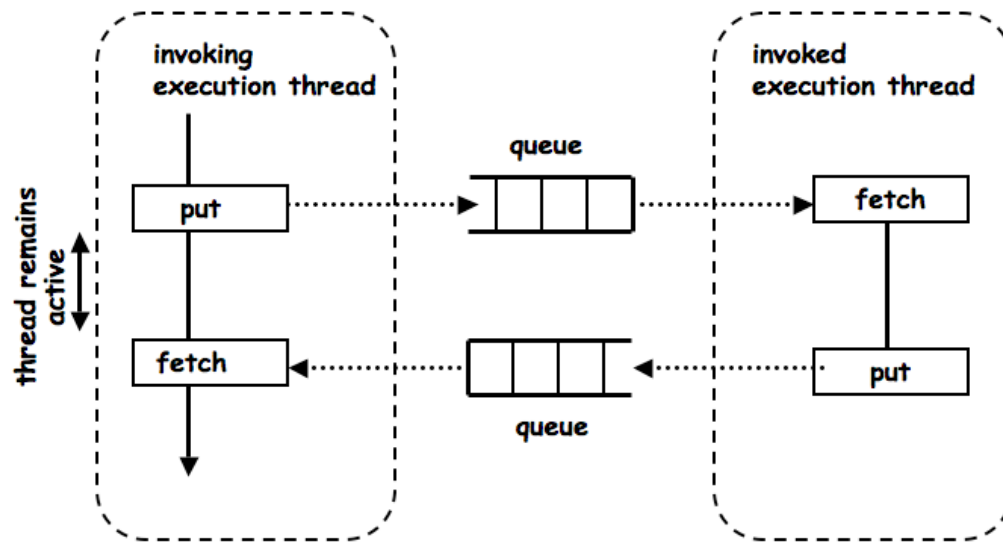 invoking
execution thread
invoked
execution thread
queue
put
fetch
thread remains
active
fetch
put
queue